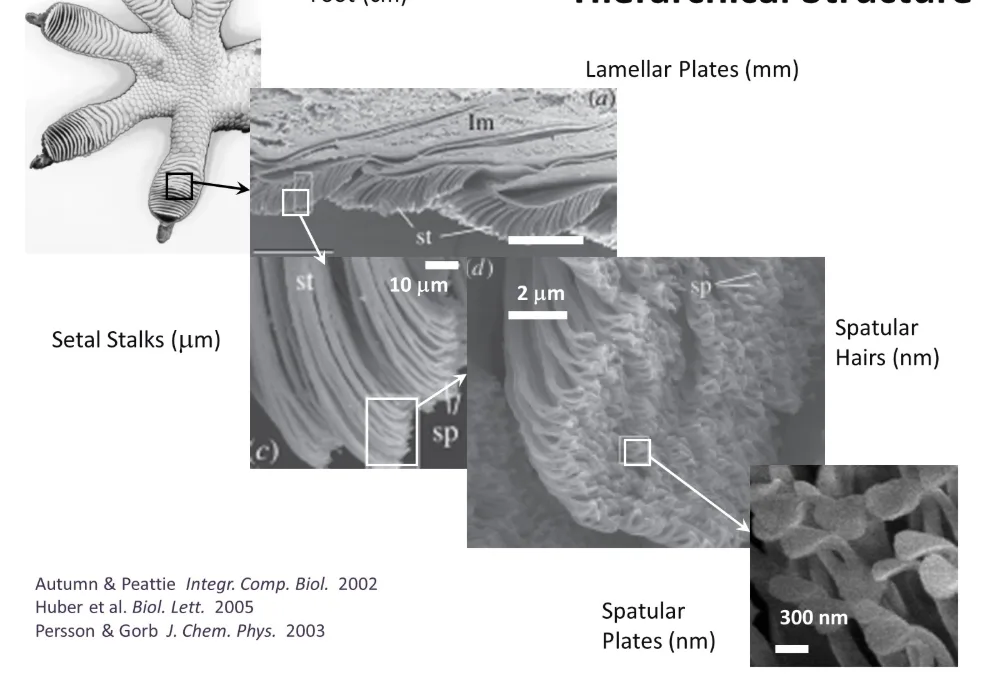 Foot (cm)
Hierarchical Structure
Lamellar Plates (mm)
(a)
lm
st
st
10 μm
(d)
2 μm
sp
Setal Stalks (μm)
Spatular
Hairs (nm)
sp
(c)
Autumn & Peattie Integr. Comp. Biol. 2002
Huber et al. Biol. Lett. 2005
Persson & Gorb J. Chem. Phys. 2003
Spatular
Plates (nm)
300 nm